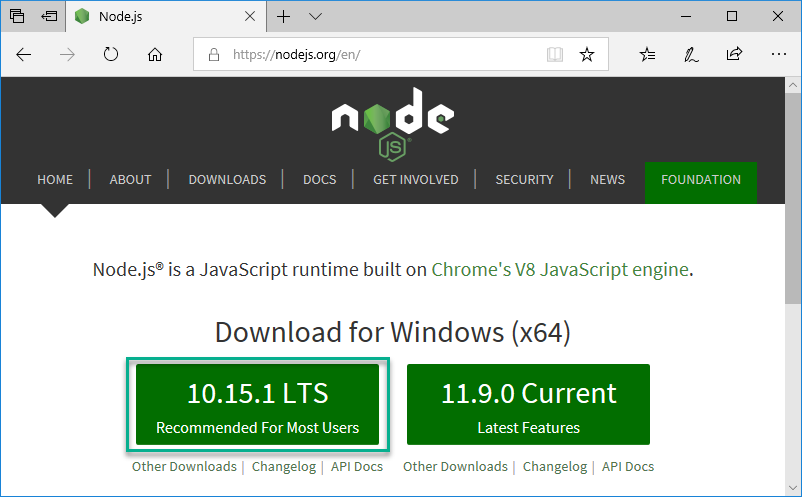 Node.js
https://nodejs.org/en/
node
JS®
HOME | ABOUT | DOWNLOADS | DOCS | GET INVOLVED | SECURITY | NEWS FOUNDATION
Node.js® is a JavaScript runtime built on Chrome's V8 JavaScript engine.
Download for Windows (x64)
10.15.1 LTS
Recommended For Most Users
11.9.0 Current
Latest Features
Other Downloads | Changelog | API Docs
Other Downloads | Changelog | API Docs